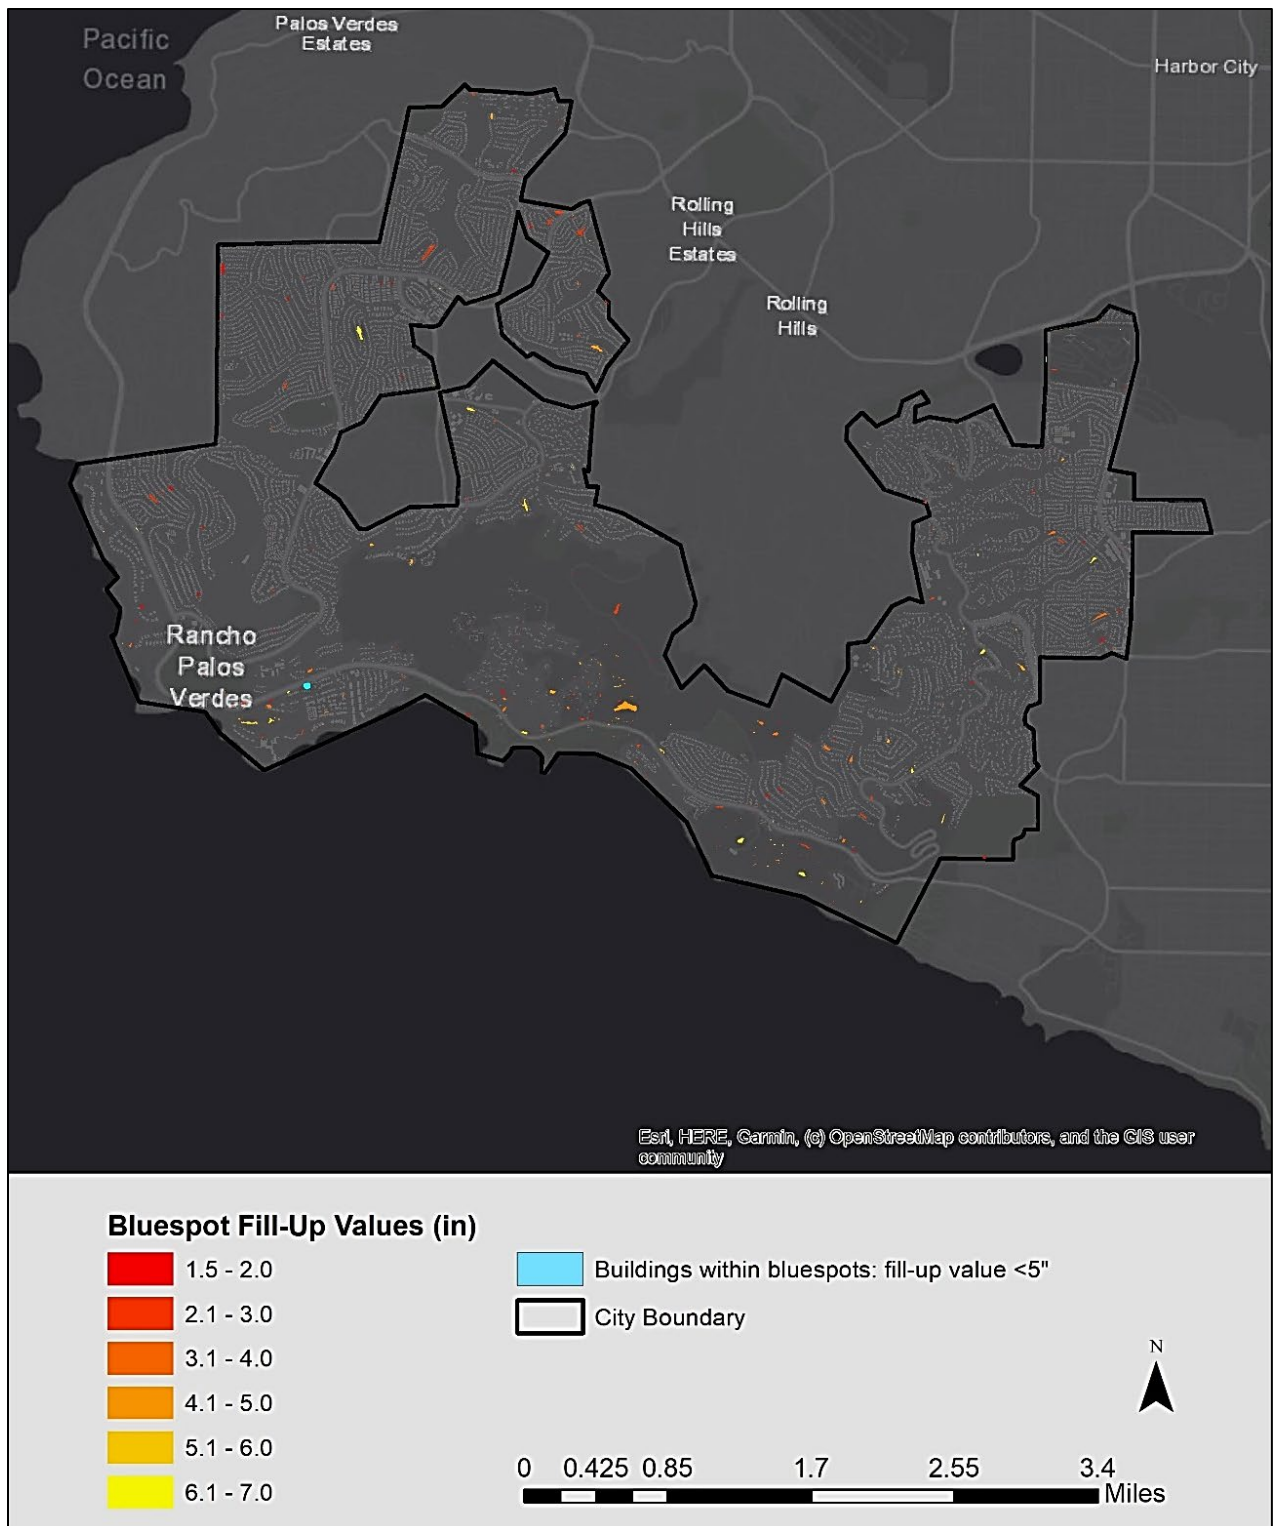 Pacific
Ocean
Palos Verdes
Estates
Harbor City
Rolling
Hills
Estates
Rolling
Hills
Rancho
Palos
Verdes
Esri, HERE, Garmin, (c) OpenStreetMap contributors, and the GIS user
community
Bluespot Fill-Up Values (in)
1.5 - 2.0
2.1 - 3.0
3.1 - 4.0
4.1 - 5.0
5.1 - 6.0
6.1 - 7.0
Buildings within bluespots: fill-up value <5"
City Boundary
N
0 0.425 0.85 1.7 2.55 3.4
Miles